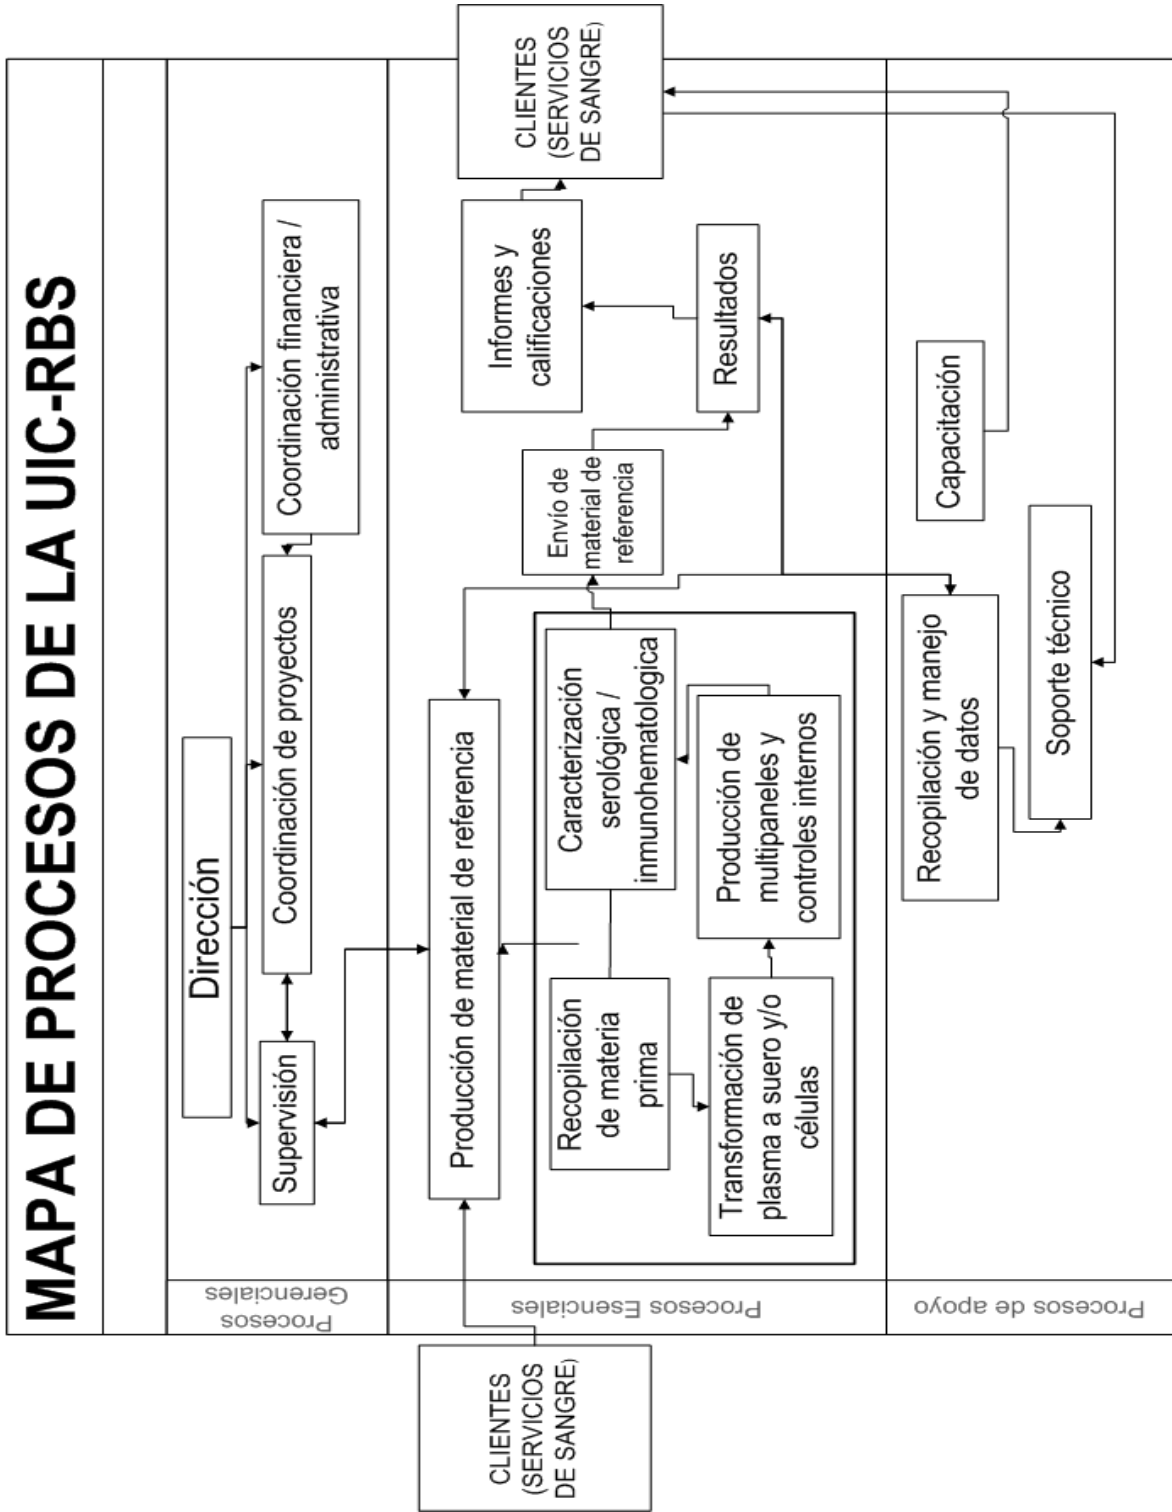 MAPA DE PROCESOS DE LA UIC-RBS
Procesos
Gerenciales
Dirección
Supervisión
Coordinación de proyectos
Coordinación financiera /
administrativa
Procesos Esenciales
CLIENTES
(SERVICIOS
DE SANGRE)
Producción de material de referencia
Recopilación
de materia
prima
Transformación de
plasma a suero y/o
células
Producción de
multipaneles y
controles internos
Caracterización
serológica /
inmunohematologica
Envío de
material de
referencia
Resultados
Informes y
calificaciones
CLIENTES
(SERVICIOS
DE SANGRE)
Procesos de apoyo
Recopilación y manejo
de datos
Soporte técnico
Capacitación